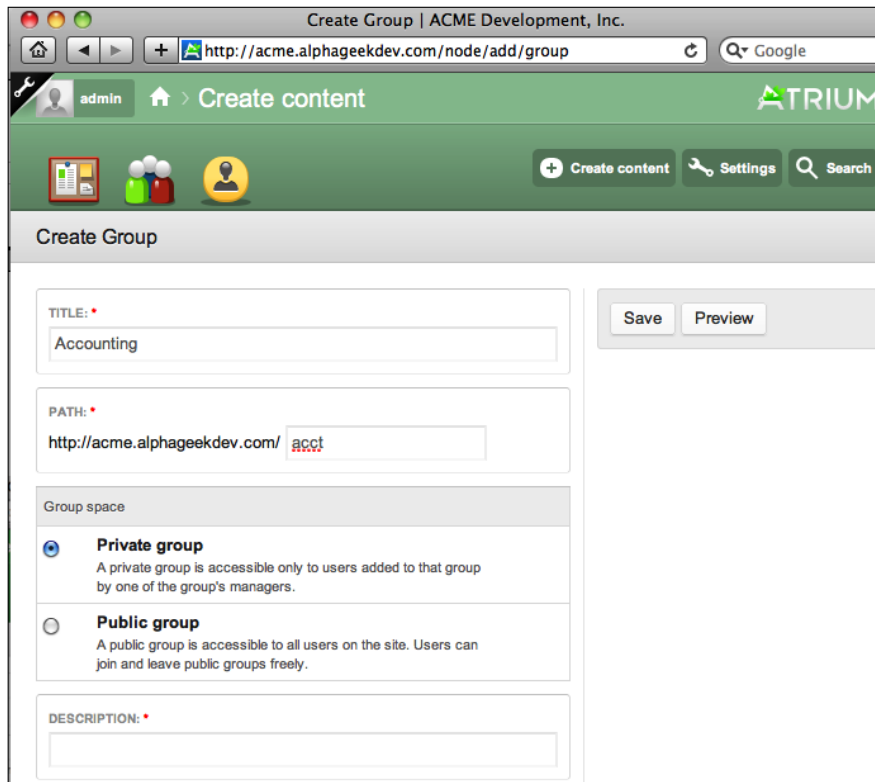 Create Group | ACME Development, Inc.
http://acme.alphageekdev.com/node/add/group
Google
admin
Create content
ATRIUM
Create content
Settings
Search
Create Group
TITLE: *
Accounting
Save
Preview
PATH: *
http://acme.alphageekdev.com/ acct
Group space
Private group
A private group is accessible only to users added to that group
by one of the group's managers.
Public group
A public group is accessible to all users on the site. Users can
join and leave public groups freely.
DESCRIPTION: *